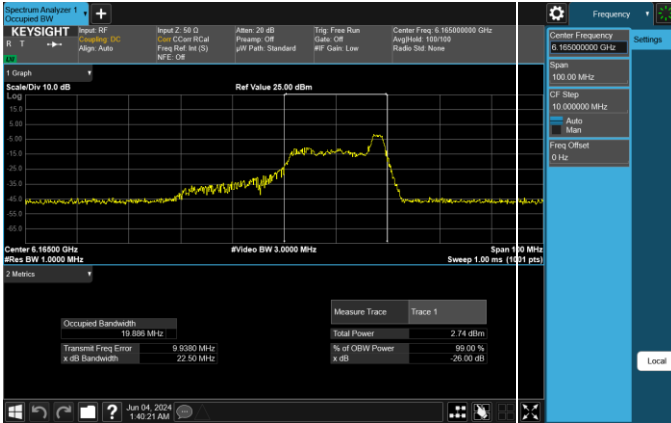 Spectrum Analyzer 1
Occupied BW
+
Frequency
KEYSIGHT
R T
LM
Input: RF
Coupling: DC
Align: Auto
Input Z: 50 Ω
Corr CCorr RCal
Freq Ref: Int (S)
NFE: Off
Atten: 20 dB
Preamp: Off
µW Path: Standard
Trig: Free Run
Gate: Off
#IF Gain: Low
Center Freq: 6.165000000 GHz
Avg|Hold: 100/100
Radio Std: None
Center Frequency
6.165000000 GHz
Settings
Span
100.00 MHz
CF Step
10.000000 MHz
Auto
Man
Freq Offset
0 Hz
Local
1 Graph
Scale/Div 10.0 dB
Ref Value 25.00 dBm
Log
15.0
5.00
-5.00
-15.0
-25.0
-35.0
-45.0
-55.0
-65.0
Center 6.16500 GHz
#Res BW 1.0000 MHz
#Video BW 3.0000 MHz
Span 100 MHz
Sweep 1.00 ms (1001 pts)
2 Metrics
Measure Trace Trace 1
Occupied Bandwidth
19.886 MHz
Total Power 2.74 dBm
Transmit Freq Error 9.9380 MHz
x dB Bandwidth 22.50 MHz
% of OBW Power 99.00 %
x dB -26.00 dB
?
Jun 04, 2024
1:40:21 AM